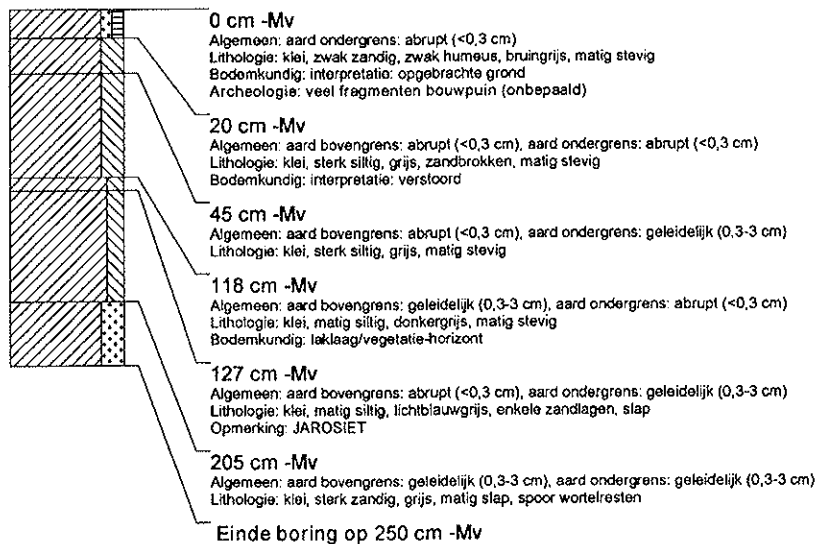 0 cm -Mv
Algemeen: aard ondergrens: abrupt (<0,3 cm)
Lithologie: klei, zwak zandig, zwak humeus, bruingrijs, matig stevig
Bodemkundig: interpretatie: opgebrachte grond
Archeologie: veel fragmenten bouwpuin (onbepaald)
20 cm -Mv
Algemeen: aard bovengrens: abrupt (<0,3 cm), aard ondergrens: abrupt (<0,3 cm)
Lithologie: klei, sterk siltig, grijs, zandbrokken, matig stevig
Bodemkundig: interpretatie: verstoord
45 cm -Mv
Algemeen: aard bovengrens: abrupt (<0,3 cm), aard ondergrens: geleidelijk (0,3-3 cm)
Lithologie: klei, sterk siltig, grijs, matig stevig
118 cm -Mv
Algemeen: aard bovengrens: geleidelijk (0,3-3 cm), aard ondergrens: abrupt (<0,3 cm)
Lithologie: klei, matig siltig, donkergrijs, matig stevig
Bodemkundig: laklaag/vegetatie-horizont
127 cm -Mv
Algemeen: aard bovengrens: abrupt (<0,3 cm), aard ondergrens: geleidelijk (0,3-3 cm)
Lithologie: klei, matig siltig, lichtblauwgrijs, enkele zandlagen, slap
Opmerking: JAROSIET
205 cm -Mv
Algemeen: aard bovengrens: geleidelijk (0,3-3 cm), aard ondergrens: geleidelijk (0,3-3 cm)
Lithologie: klei, sterk zandig, grijs, matig slap, spoor wortelresten
Einde boring op 250 cm -Mv